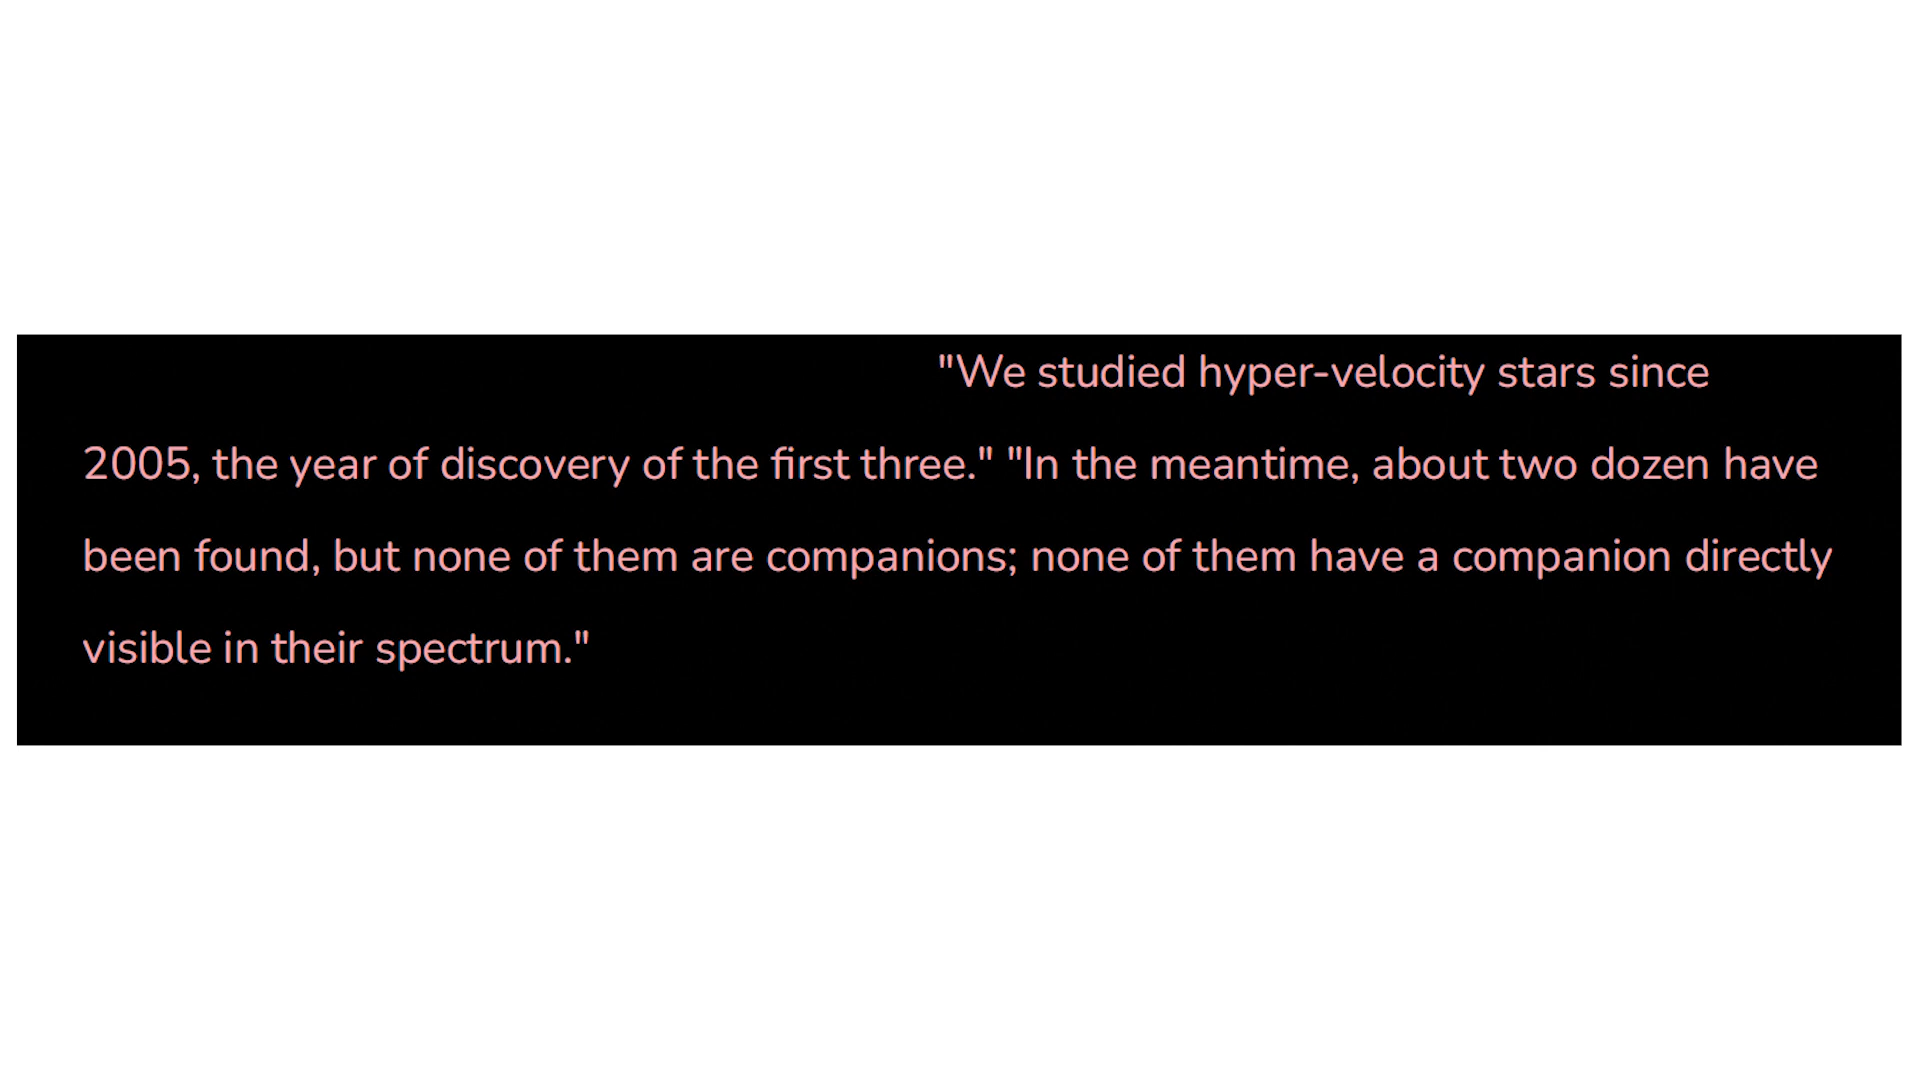 "We studied hyper-velocity stars since
2005, the year of discovery of the first three." "In the meantime, about two dozen have
been found, but none of them are companions; none of them have a companion directly
visible in their spectrum."